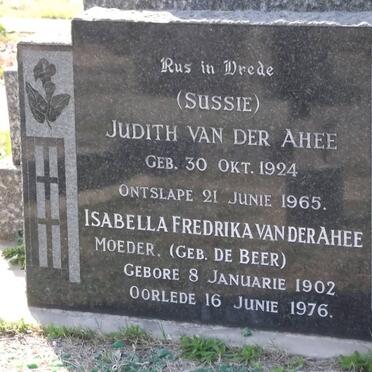 Rus in Vrede
(SUSSIE)
JUDITH VAN DER AHEE
GEB. 30 OKT. 1924
ONTSLAPE 21 JUNIE 1965.
ISABELLA FREDRIKA VAN DER AHEE
MOEDER. (GEB. DE BEER)
GEBORE 8 JANUARIE 1902
OORLEDE 16 JUNIE 1976.